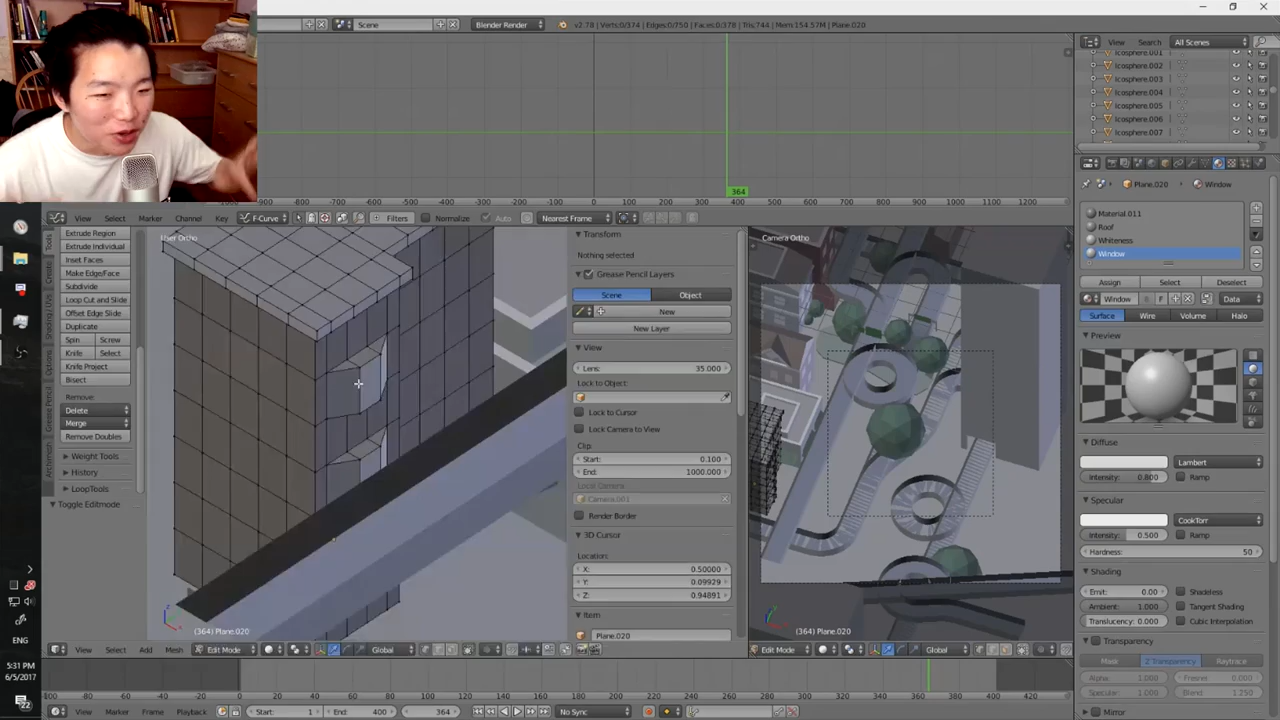 Scene
Blender Render
v2.78 | Verts:0/374 | Edges:0/750 | Faces:0/378 | Tris:744 | Mem:154.57M | Plane.020
View Search All Scenes
Icosphere.001
Icosphere.002
Icosphere.003
Icosphere.004
Icosphere.005
Icosphere.006
Icosphere.007
364
-800 -700 -600 -500 -400 -300 -200 -100 0 100 200 300 400 500 600 700 800 900 1000 1100 1200
View Select Marker Channel Key F-Curve Filters Normalize Auto Nearest Frame
Plane.020 Window
Material.011
Roof
Whiteness
Window
Assign Select Deselect
Window F Data
Surface Wire Volume Halo
Preview
Diffuse
Lambert
Intensity: 0.800 Ramp
Specular
CookTorr
Intensity: 0.500 Ramp
Hardness: 50
Shading
Emit: 0.00 Shadeless
Ambient: 1.000 Tangent Shading
Translucency: 0.000 Cubic Interpolation
Transparency
Mask Z Transparency Raytrace
Alpha: 1.000 Fresnel: 0.000
Specular: 1.000 Blend: 1.250
Mirror
Tools
Create
Shading / UVs
Options
Grease Pencil
Extrude Region
Extrude Individual
Inset Faces
Make Edge/Face
Subdivide
Loop Cut and Slide
Offset Edge Slide
Duplicate
Spin Screw
Knife Select
Knife Project
Bisect
Remove:
Delete
Merge
Remove Doubles
Weight Tools
History
LoopTools
Toggle Editmode
User Ortho
(364) Plane.020
Transform
Nothing selected
Grease Pencil Layers
Scene Object
New
New Layer
View
Lens: 35.000
Lock to Object:
Lock to Cursor
Lock Camera to View
Clip:
Start: 0.100
End: 1000.000
Local Camera:
Camera.001
Render Border
3D Cursor
Location:
X: 0.50000
Y: 0.09929
Z: 0.94891
Item
Plane.020
Camera Ortho
(364) Plane.020
View Select Add Mesh Edit Mode Global
Edit Mode Global
-100 -80 -60 -40 -20 0 20 40 60 80 100 120 140 160 180 200 220 240 260 280 300 320 340 360 380 400 420
View Marker Frame Playback Start: 1 End: 400 364 No Sync
ENG
5:31 PM
6/5/2017
22